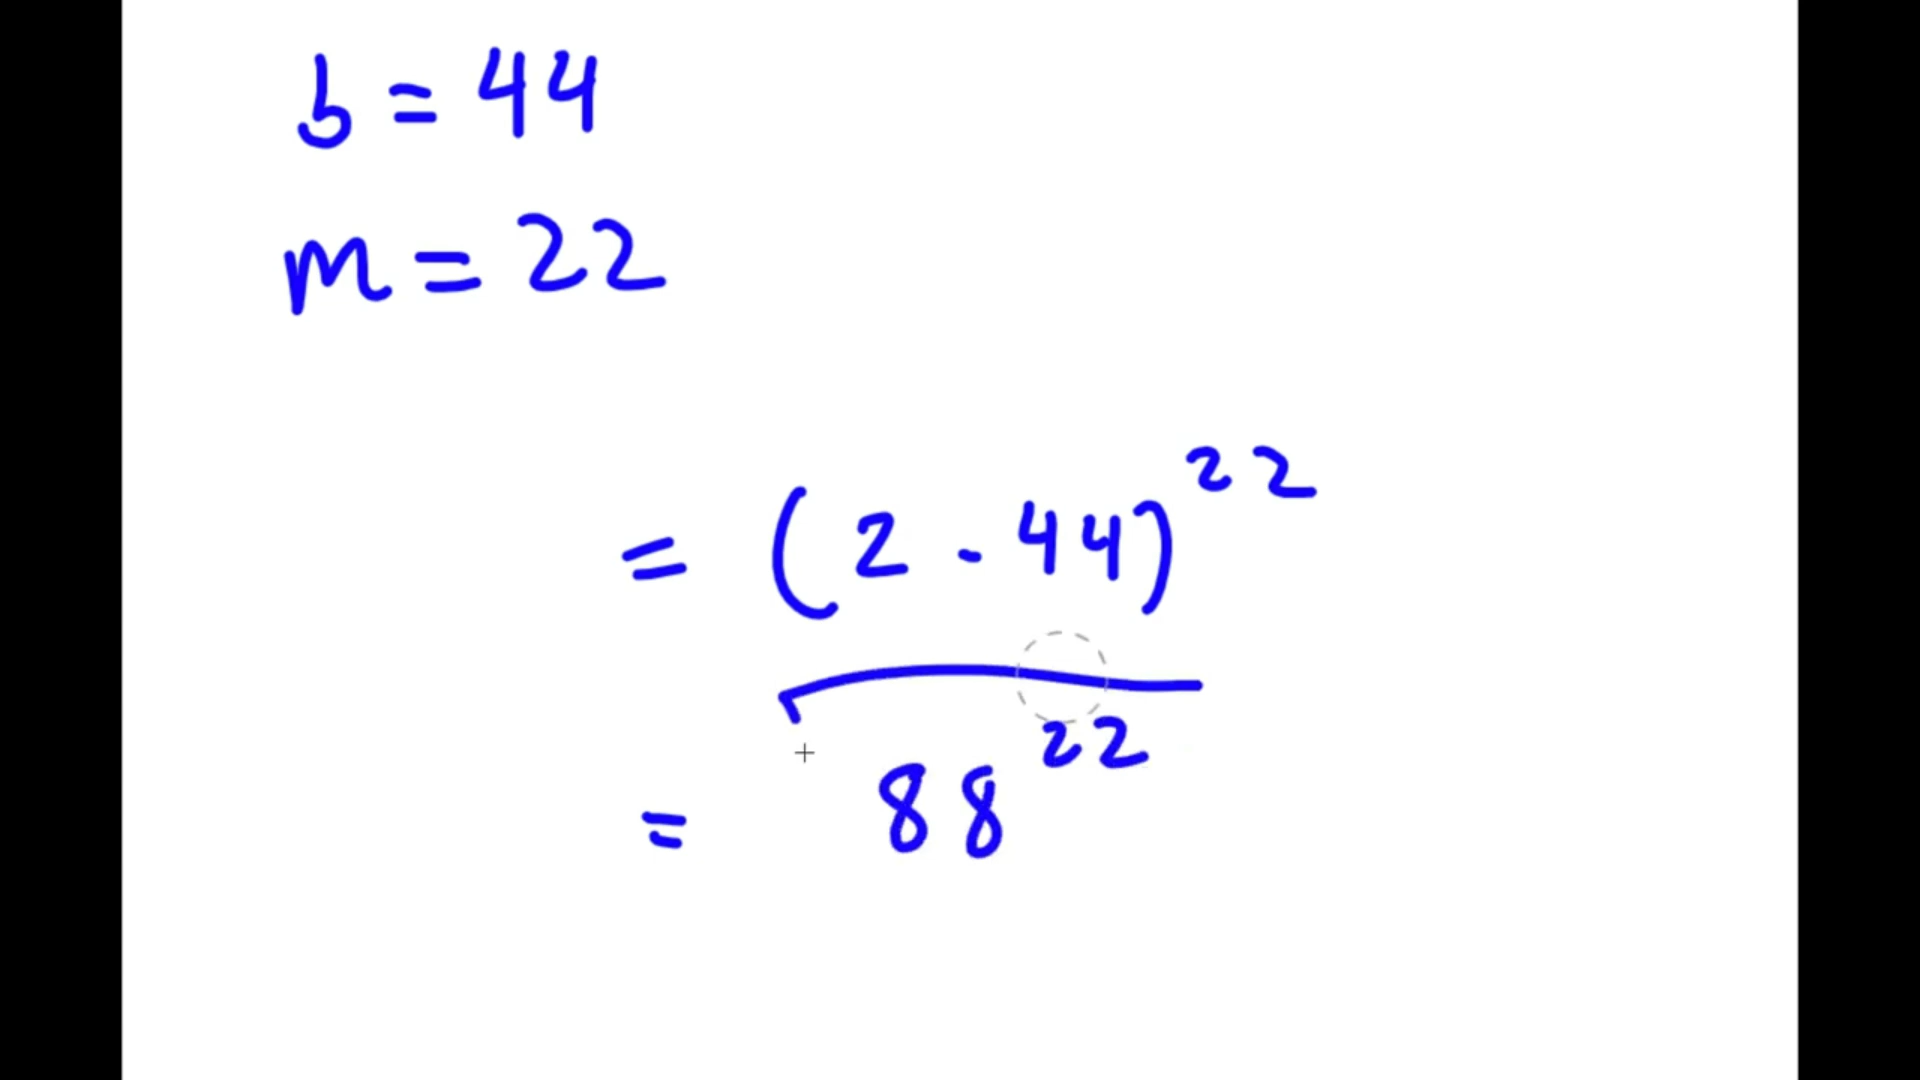 b = 44
m = 22
= (2 - 44)^22
= 88^22